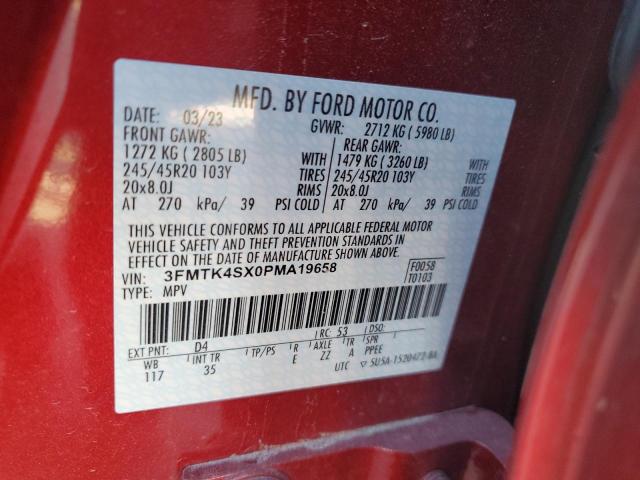 MFD. BY FORD MOTOR CO.
DATE: 03/23 GVWR: 2712 KG ( 5980 LB)
FRONT GAWR: REAR GAWR:
1272 KG ( 2805 LB) WITH 1479 KG ( 3260 LB) WITH
245/45R20 103Y TIRES 245/45R20 103Y TIRES
20x8.0J RIMS 20x8.0J RIMS
AT 270 kPa/ 39 PSI COLD AT 270 kPa/ 39 PSI COLD
THIS VEHICLE CONFORMS TO ALL APPLICABLE FEDERAL MOTOR
VEHICLE SAFETY AND THEFT PREVENTION STANDARDS IN
EFFECT ON THE DATE OF MANUFACTURE SHOWN ABOVE.
VIN: 3FMTK4SX0PMA19658 F0058
TYPE: MPV T0103
EXT PNT: D4 RC: 53 DSO:
WB INT TR TP/PS R AXLE TR SPR
117 35 E ZZ A PPEE
UTC 5U5A-1520472-BA